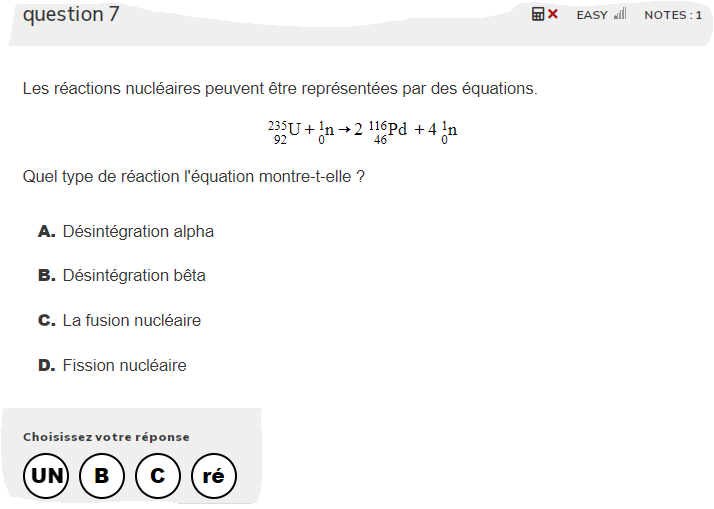 question 7
EASY
NOTES : 1
Les réactions nucléaires peuvent être représentées par des équations.
²³⁵₉₂U + ¹₀n → 2 ¹¹⁶₄₆Pd + 4 ¹₀n
Quel type de réaction l'équation montre-t-elle ?
A. Désintégration alpha
B. Désintégration bêta
C. La fusion nucléaire
D. Fission nucléaire
Choisissez votre réponse
UN B C ré